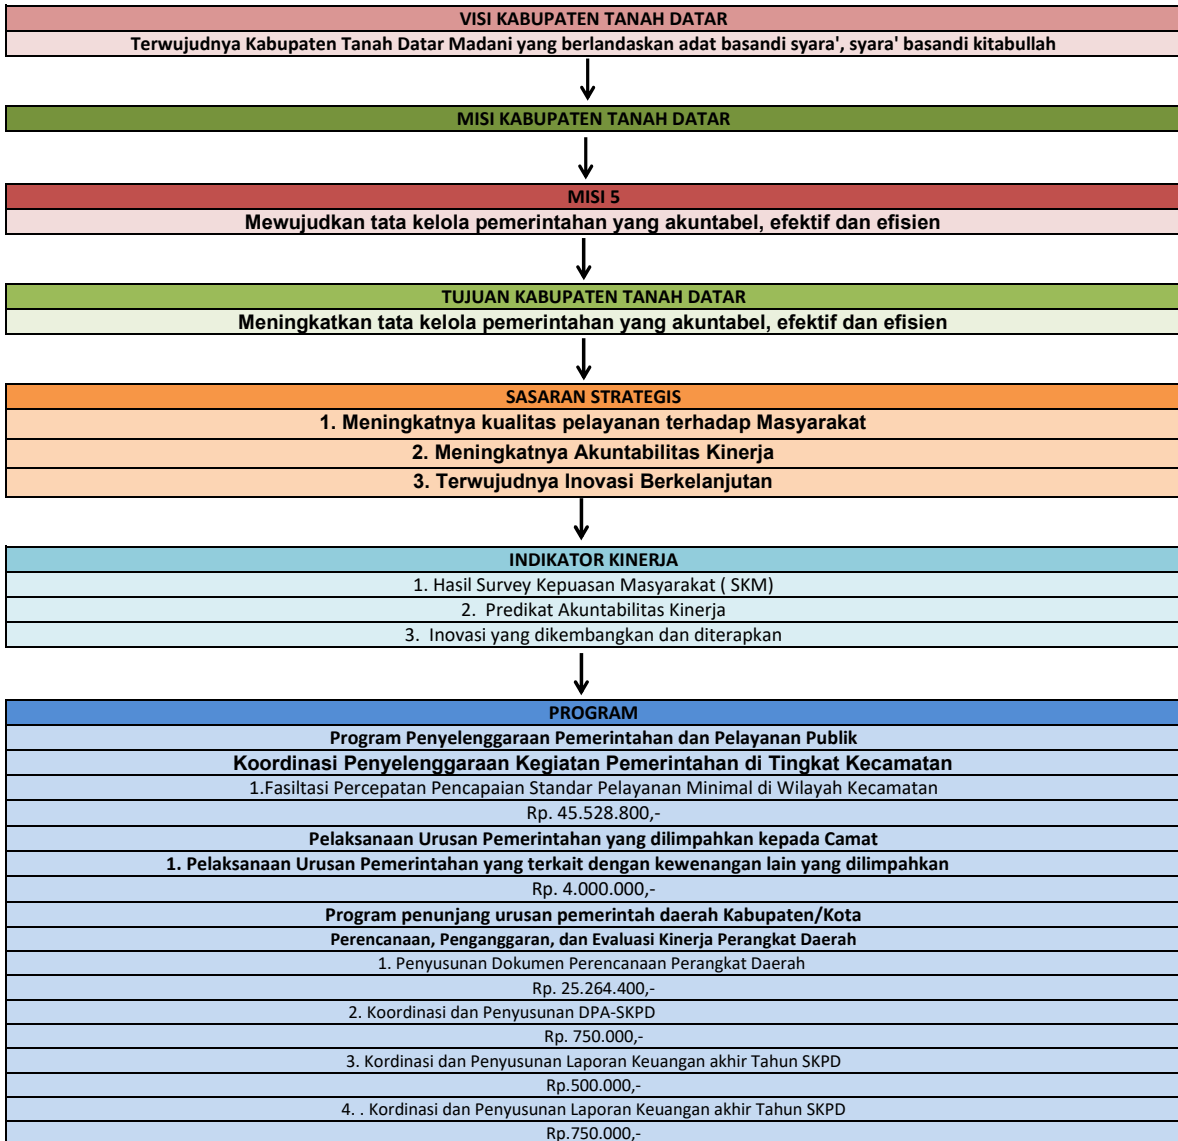 VISI KABUPATEN TANAH DATAR
Terwujudnya Kabupaten Tanah Datar Madani yang berlandaskan adat basandi syara', syara' basandi kitabullah
MISI KABUPATEN TANAH DATAR
MISI 5
Mewujudkan tata kelola pemerintahan yang akuntabel, efektif dan efisien
TUJUAN KABUPATEN TANAH DATAR
Meningkatkan tata kelola pemerintahan yang akuntabel, efektif dan efisien
SASARAN STRATEGIS
1. Meningkatnya kualitas pelayanan terhadap Masyarakat
2. Meningkatnya Akuntabilitas Kinerja
3. Terwujudnya Inovasi Berkelanjutan
INDIKATOR KINERJA
1. Hasil Survey Kepuasan Masyarakat ( SKM)
2. Predikat Akuntabilitas Kinerja
3. Inovasi yang dikembangkan dan diterapkan
PROGRAM
Program Penyelenggaraan Pemerintahan dan Pelayanan Publik
Koordinasi Penyelenggaraan Kegiatan Pemerintahan di Tingkat Kecamatan
1.Fasiltasi Percepatan Pencapaian Standar Pelayanan Minimal di Wilayah Kecamatan
Rp. 45.528.800,-
Pelaksanaan Urusan Pemerintahan yang dilimpahkan kepada Camat
1. Pelaksanaan Urusan Pemerintahan yang terkait dengan kewenangan lain yang dilimpahkan
Rp. 4.000.000,-
Program penunjang urusan pemerintah daerah Kabupaten/Kota
Perencanaan, Penganggaran, dan Evaluasi Kinerja Perangkat Daerah
1. Penyusunan Dokumen Perencanaan Perangkat Daerah
Rp. 25.264.400,-
2. Koordinasi dan Penyusunan DPA-SKPD
Rp. 750.000,-
3. Kordinasi dan Penyusunan Laporan Keuangan akhir Tahun SKPD
Rp.500.000,-
4. . Kordinasi dan Penyusunan Laporan Keuangan akhir Tahun SKPD
Rp.750.000,-